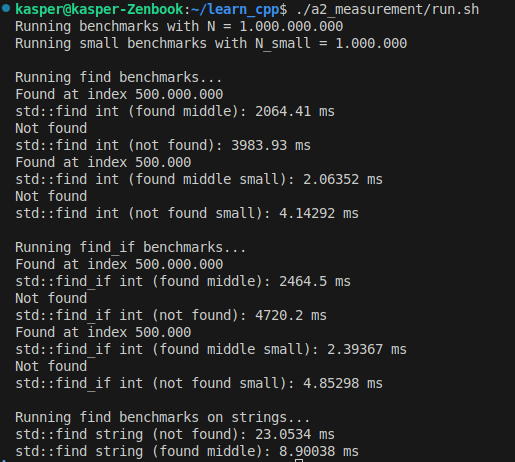 kasper@kasper-Zenbook:~/learn_cpp$ ./a2_measurement/run.sh
Running benchmarks with N = 1.000.000.000
Running small benchmarks with N_small = 1.000.000

Running find benchmarks...
Found at index 500.000.000
std::find int (found middle): 2064.41 ms
Not found
std::find int (not found): 3983.93 ms
Found at index 500.000
std::find int (found middle small): 2.06352 ms
Not found
std::find int (not found small): 4.14292 ms

Running find_if benchmarks...
Found at index 500.000.000
std::find_if int (found middle): 2464.5 ms
Not found
std::find_if int (not found): 4720.2 ms
Found at index 500.000
std::find_if int (found middle small): 2.39367 ms
Not found
std::find_if int (not found small): 4.85298 ms

Running find benchmarks on strings...
std::find string (not found): 23.0534 ms
std::find string (found middle): 8.90038 ms